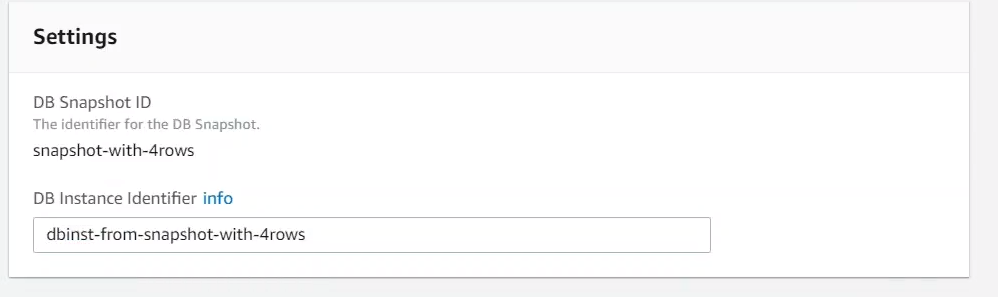 Settings
DB Snapshot ID
The identifier for the DB Snapshot.
snapshot-with-4rows
DB Instance Identifier info
dbinst-from-snapshot-with-4rows